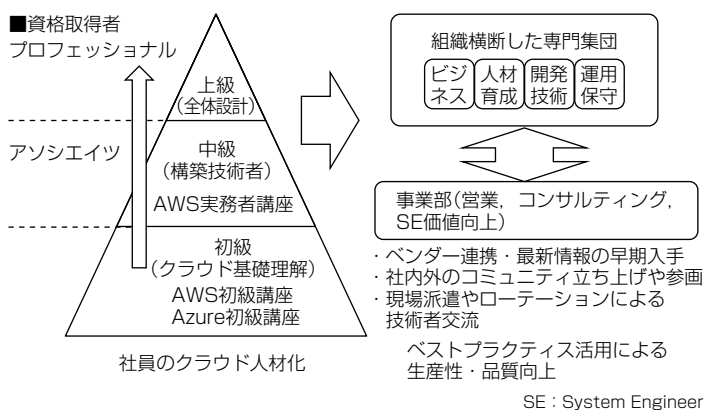 ■資格取得者
プロフェッショナル
上級
（全体設計）
アソシエイツ
中級
（構築技術者）
AWS実務者講座
初級
（クラウド基礎理解）
AWS初級講座
Azure初級講座
社員のクラウド人材化
組織横断した専門集団
ビジ
ネス
人材
育成
開発
技術
運用
保守
事業部（営業，コンサルティング，
SE価値向上）
・ベンダー連携・最新情報の早期入手
・社内外のコミュニティ立ち上げや参画
・現場派遣やローテーションによる
技術者交流
ベストプラクティス活用による
生産性・品質向上
SE：System Engineer